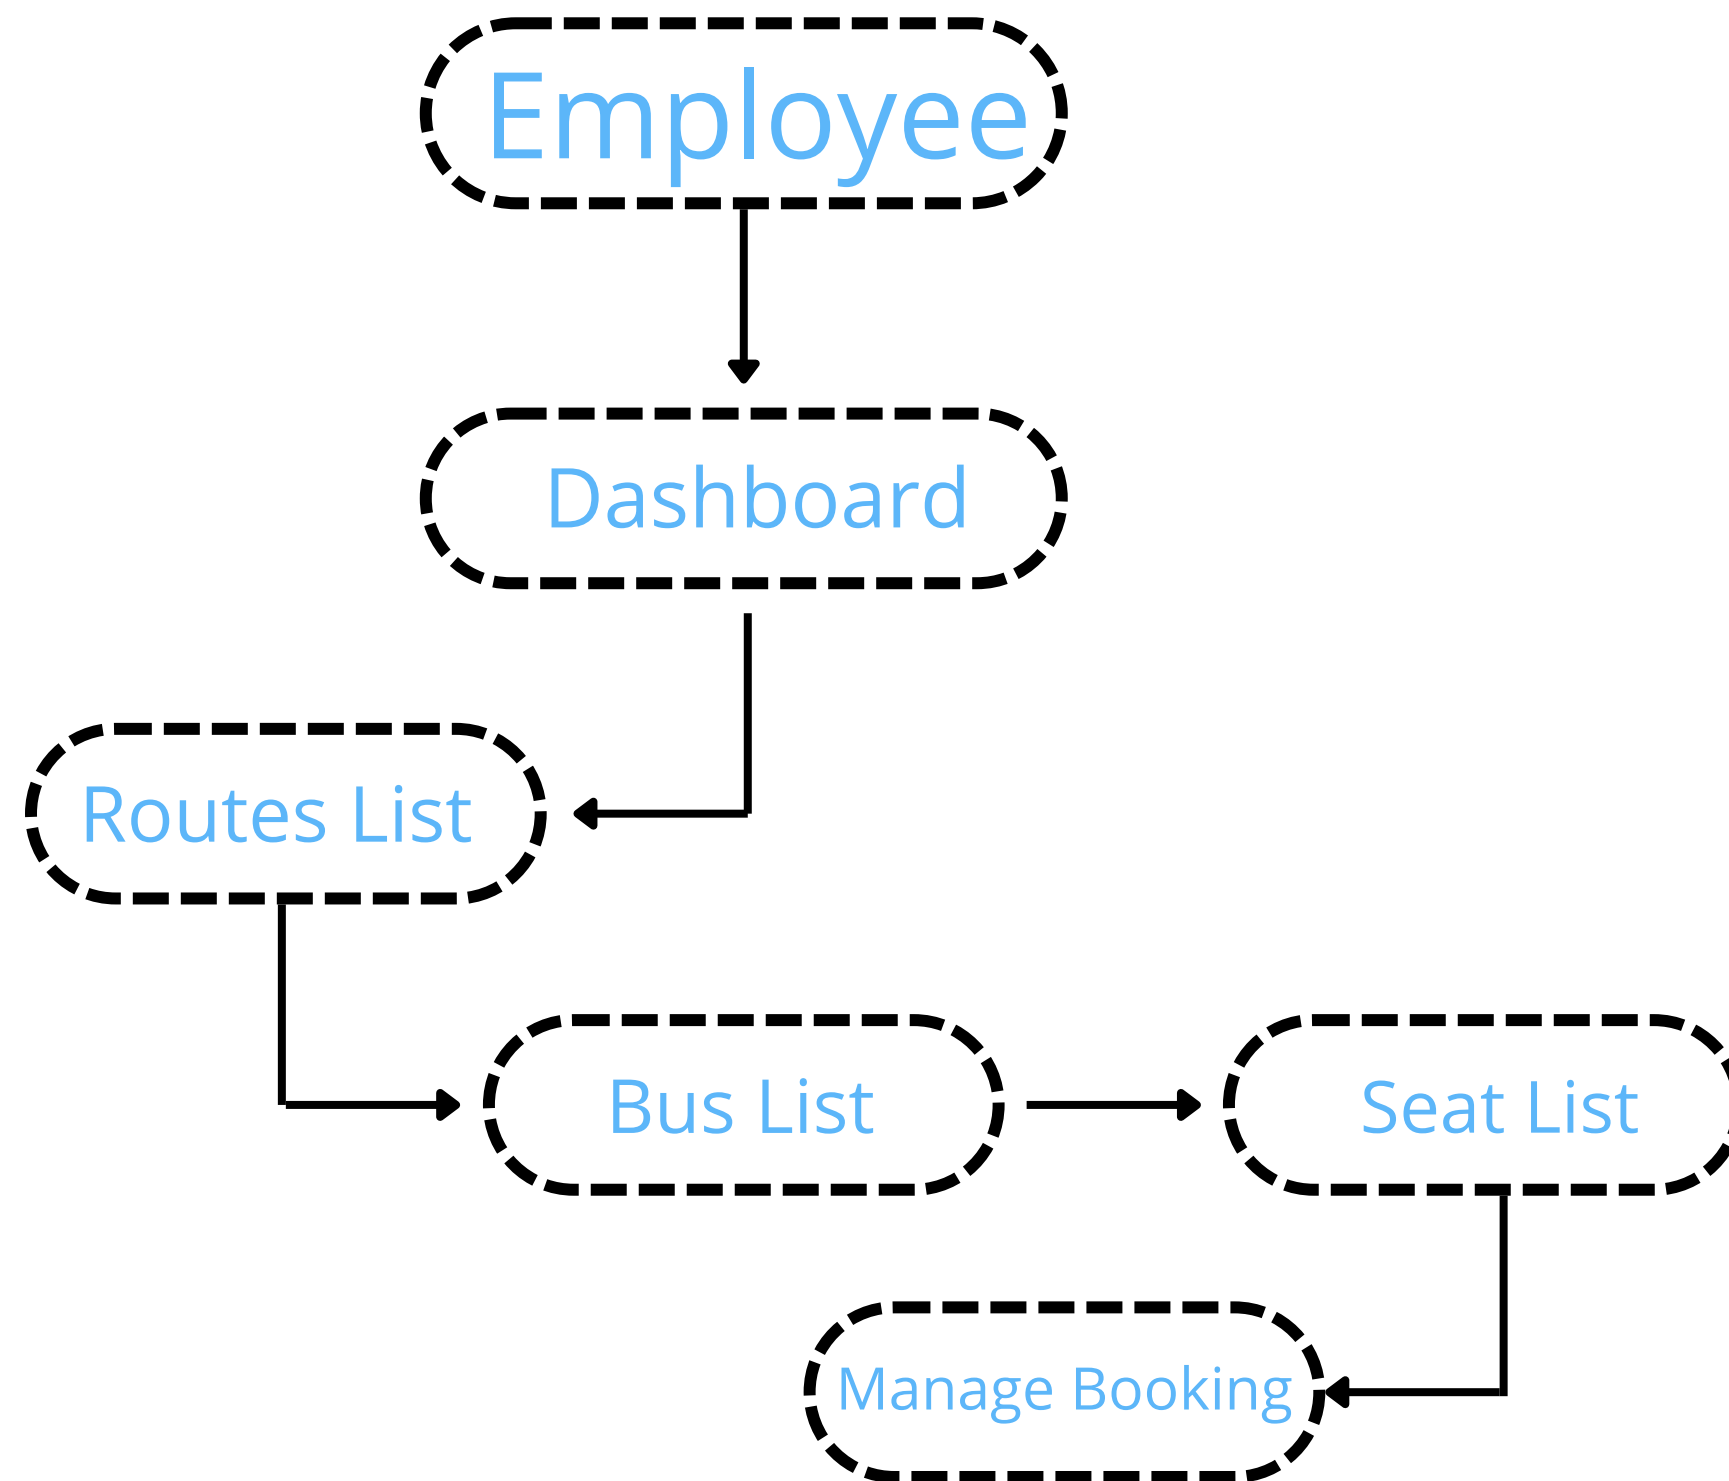 Employee
Dashboard
Routes List
Bus List
Seat List
Manage Booking